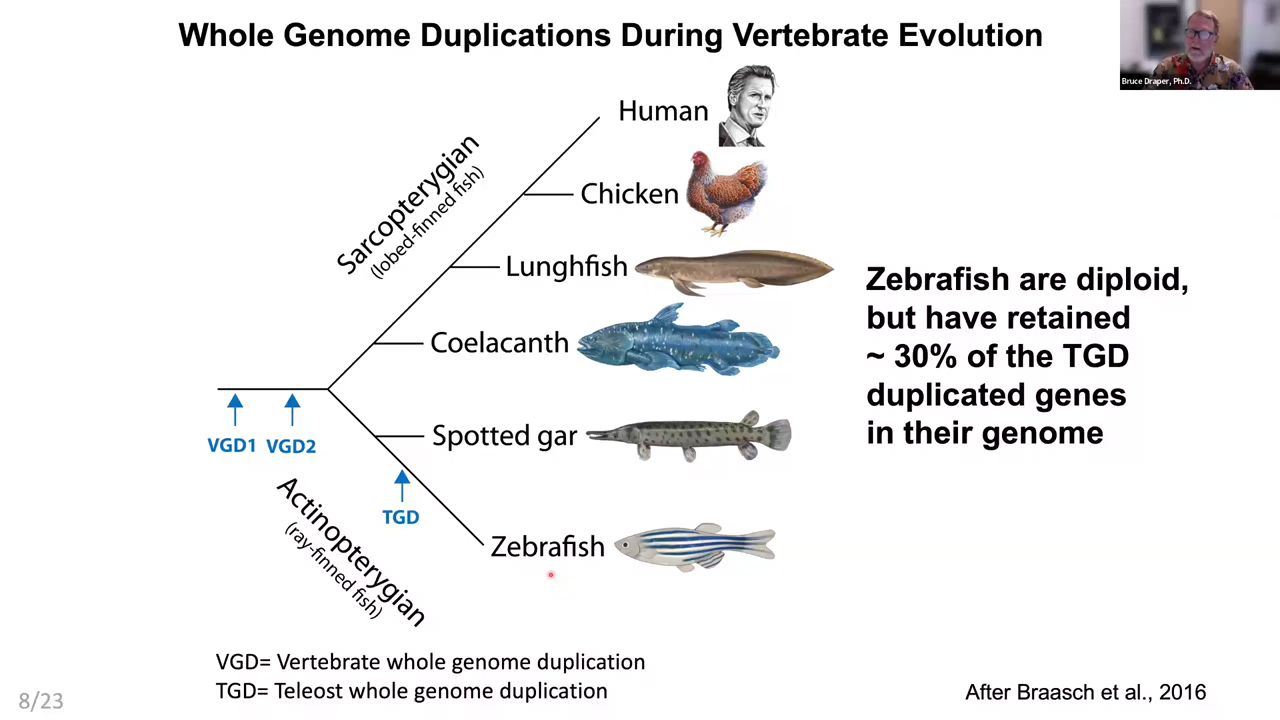 Whole Genome Duplications During Vertebrate Evolution
Bruce Draper, Ph.D.
Human
Sarcopterygian
(lobed-finned fish)
Chicken
Lunghfish
Coelacanth
Zebrafish are diploid,
but have retained
~ 30% of the TGD
duplicated genes
in their genome
VGD1 VGD2
Spotted gar
TGD
Actinopterygian
(ray-finned fish)
Zebrafish
VGD= Vertebrate whole genome duplication
TGD= Teleost whole genome duplication
After Braasch et al., 2016
8/23